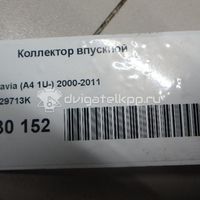 Коллектор впускной
avia (A4 1U-) 2000-2011
29713K
30 152
dvigatelkpp.ru